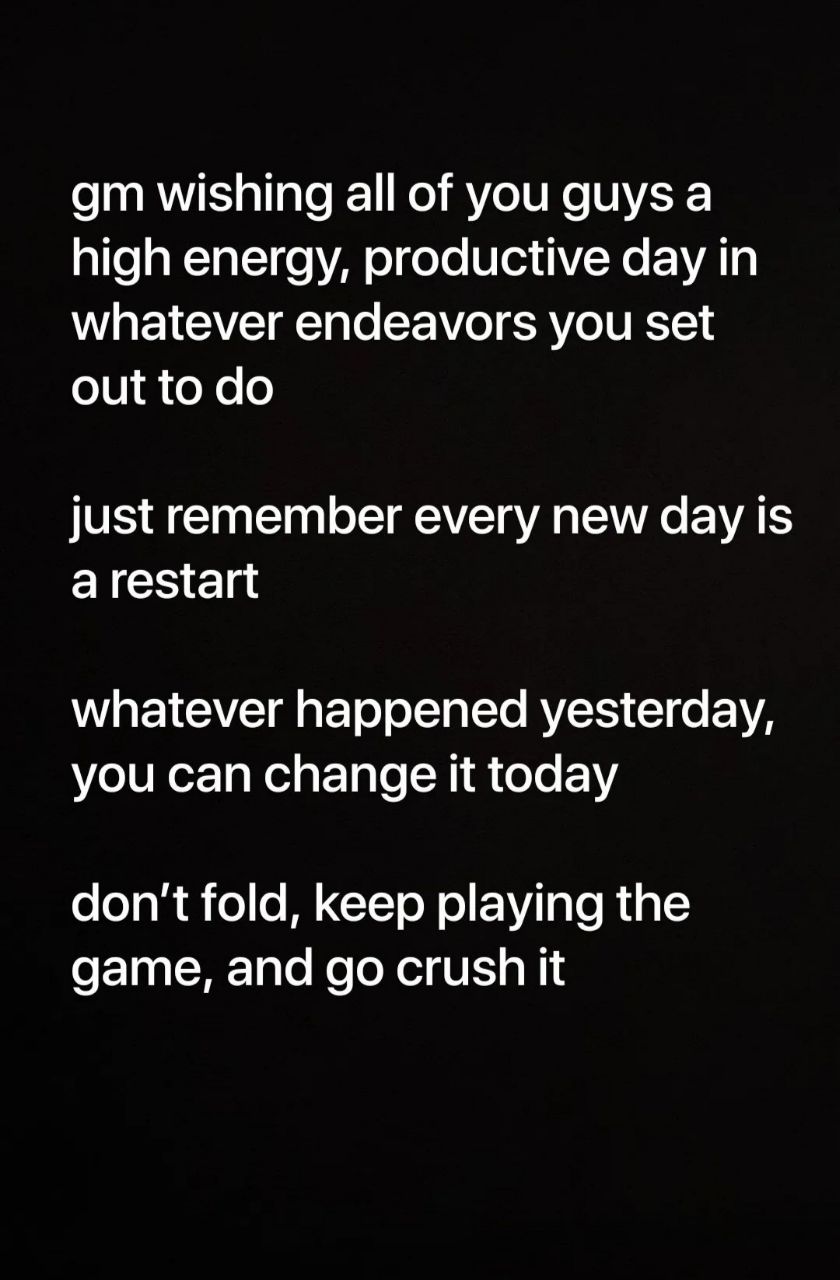 gm wishing all of you guys a
high energy, productive day in
whatever endeavors you set
out to do
just remember every new day is
a restart
whatever happened yesterday,
you can change it today
don’t fold, keep playing the
game, and go crush it